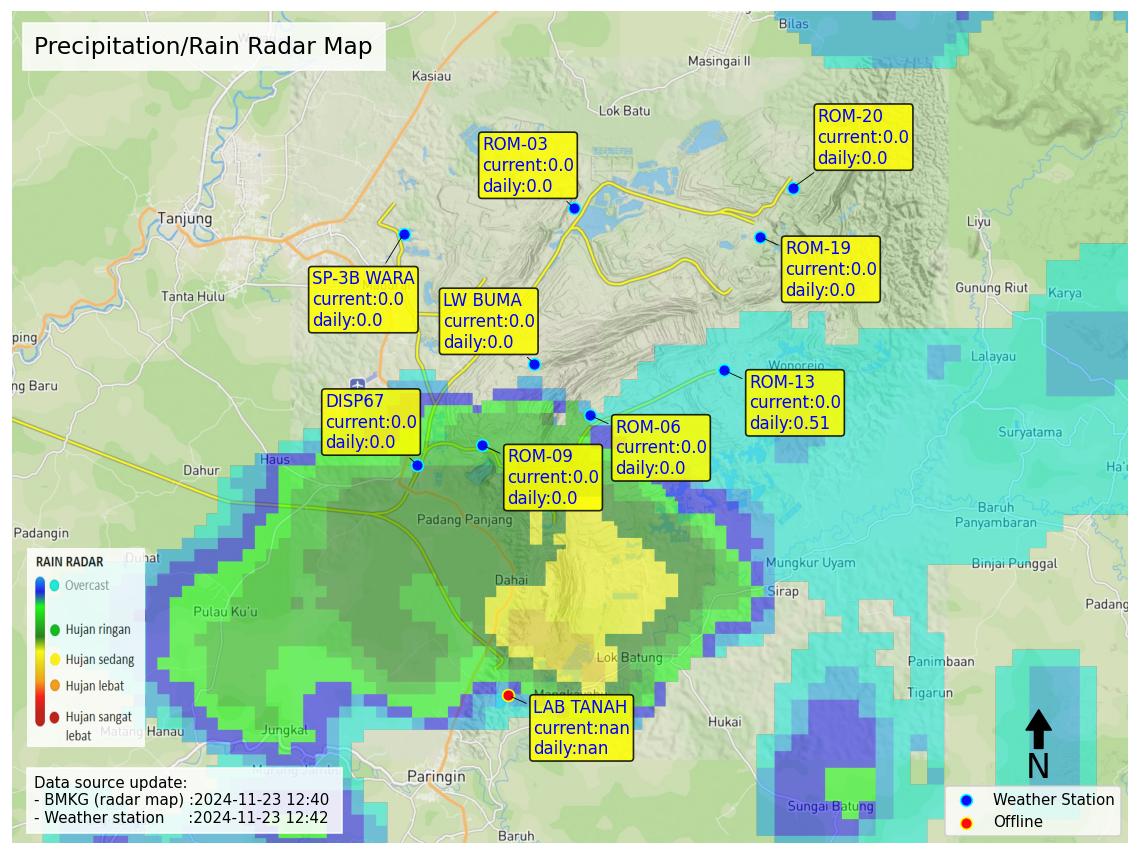 Precipitation/Rain Radar Map
Bilas
Kasiau
Masingai II
Lok Batu
ROM-20
current:0.0
daily:0.0
ROM-03
current:0.0
daily:0.0
Tanjung
Liyu
ROM-19
current:0.0
daily:0.0
SP-3B WARA
current:0.0
daily:0.0
Tanta Hulu
LW BUMA
current:0.0
daily:0.0
Gunung Riut
Karya
ping
Lalayau
Wonorejo
ng Baru
ROM-13
current:0.0
daily:0.51
DISP67
current:0.0
daily:0.0
ROM-06
current:0.0
daily:0.0
Suryatama
ROM-09
current:0.0
daily:0.0
Haus
Dahur
Ha'u
Baruh
Panyambaran
Padang Panjang
Padangin
Duhat
Mungkur Uyam
Binjai Punggal
Dahai
Sirap
Padang
Pulau Ku'u
RAIN RADAR
Overcast
Hujan ringan
Hujan sedang
Hujan lebat
Hujan sangat
lebat
Lok Batung
Panimbaan
Tigarun
LAB TANAH
current:nan
daily:nan
Hukai
Matang Hanau
Jungkat
Paringin
N
Data source update:
- BMKG (radar map) :2024-11-23 12:40
- Weather station :2024-11-23 12:42
Sungai Batung
Weather Station
Offline
Baruh